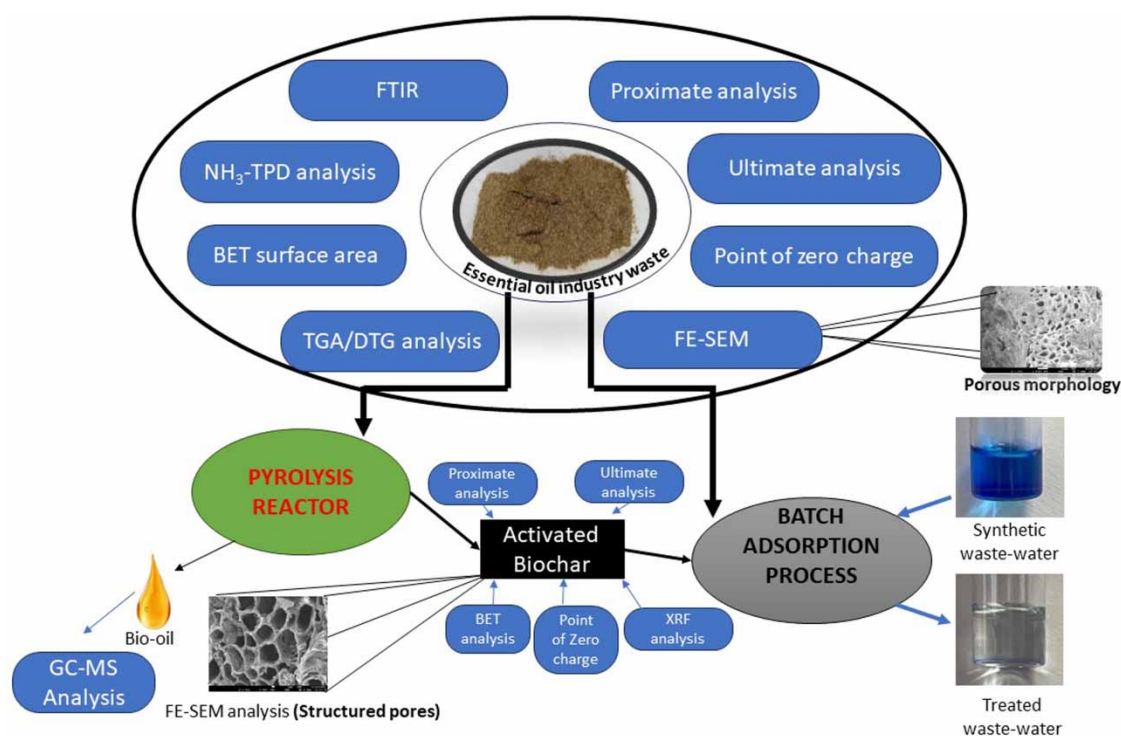 FTIR
Proximate analysis
NH₃-TPD analysis
Ultimate analysis
BET surface area
Point of zero charge
Essential oil industry waste
TGA/DTG analysis
FE-SEM
Porous morphology
PYROLYSIS
REACTOR
Proximate
analysis
Ultimate
analysis
Activated
Biochar
BATCH
ADSORPTION
PROCESS
Synthetic
waste-water
Bio-oil
BET
analysis
Point
of Zero
charge
XRF
analysis
GC-MS
Analysis
FE-SEM analysis (Structured pores)
Treated
waste-water